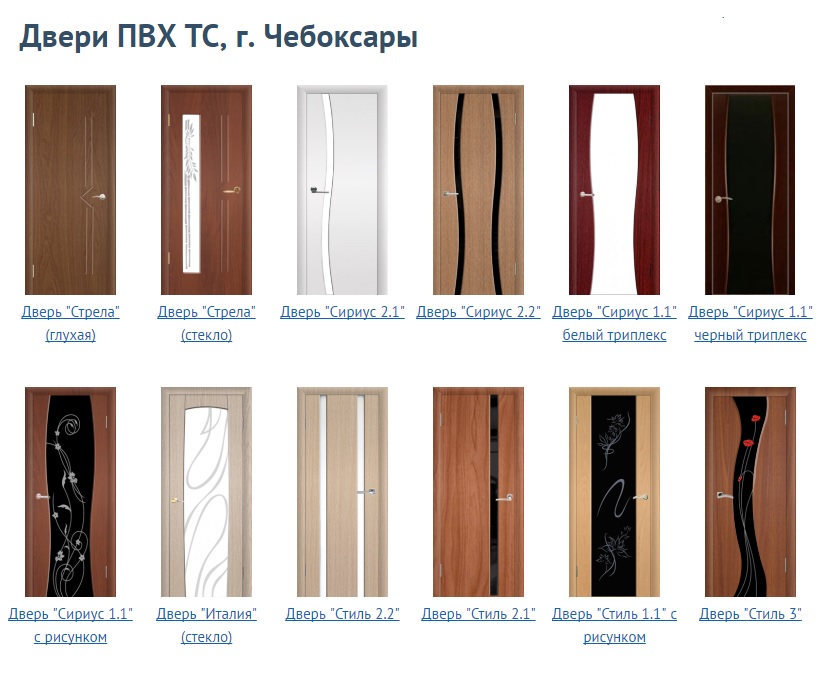 Двери ПВХ ТС, г. Чебоксары
Дверь "Стрела"
(глухая)
Дверь "Стрела"
(стекло)
Дверь "Сириус 2.1"
Дверь "Сириус 2.2"
Дверь "Сириус 1.1"
белый триплекс
Дверь "Сириус 1.1"
черный триплекс
Дверь "Сириус 1.1"
с рисунком
Дверь "Италия"
(стекло)
Дверь "Стиль 2.2"
Дверь "Стиль 2.1"
Дверь "Стиль 1.1" с
рисунком
Дверь "Стиль 3"